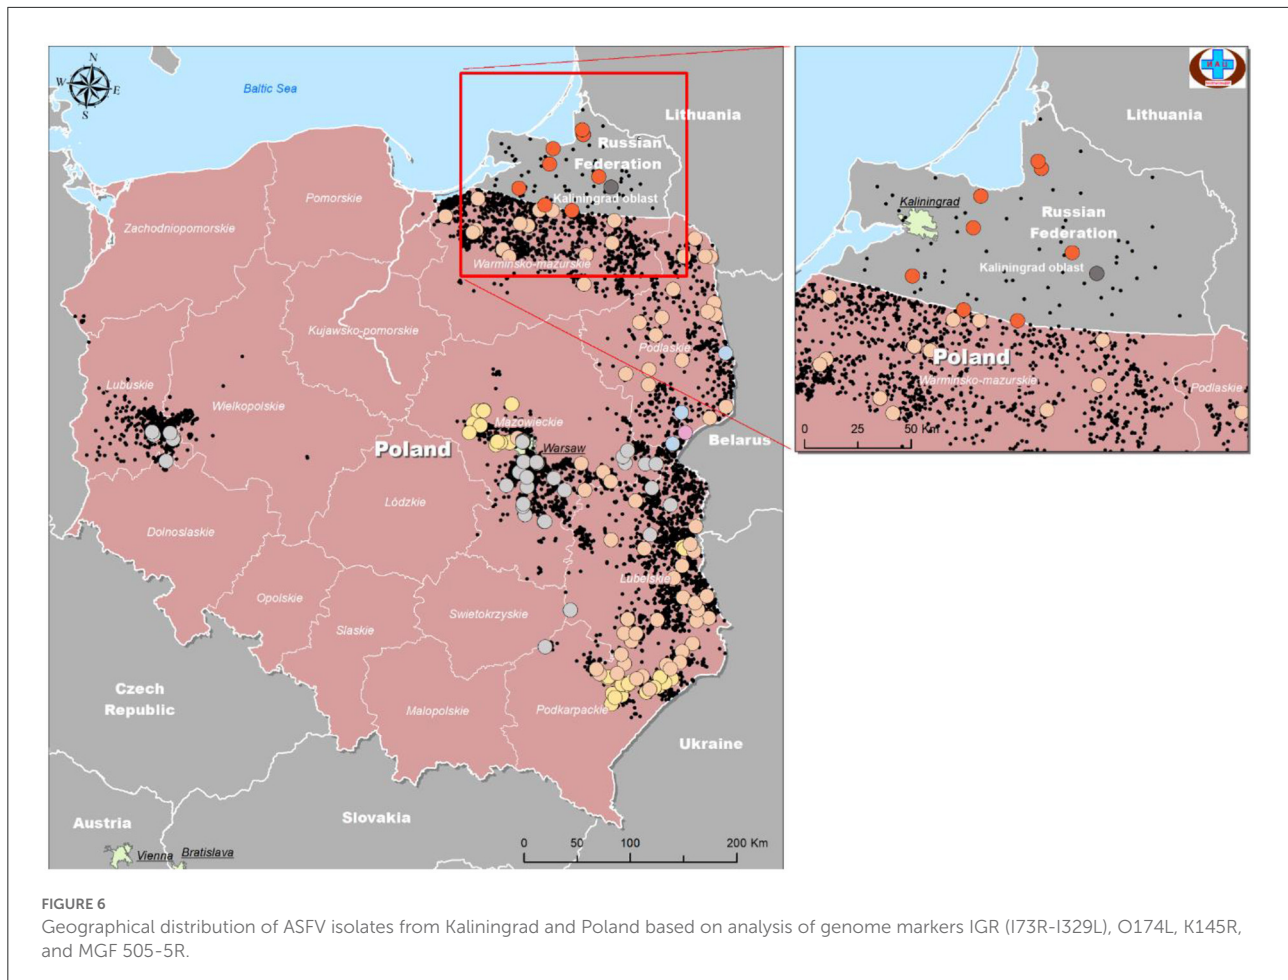 N
W
E
S
Baltic Sea
Lithuania
Russian
Federation
Kaliningrad oblast
Pomorskie
Zachodniopomorskie
Warminsko-mazurskie
Kujawsko-pomorskie
Podlaskie
Lubuskie
Wielkopolskie
Mazowieckie
Poland
Warsaw
Belarus
Lódzkie
Dolnoslaskie
Lubelskie
Opolskie
Swietokrzyskie
Slaskie
Czech
Republic
Malopolskie
Podkarpackie
Ukraine
Slovakia
Austria
Vienna
Bratislava
0 50 100 200 Km
Lithuania
Kaliningrad
Russian
Federation
Kaliningrad oblast
Poland
Warminsko-mazurskie
Podlaskie
0 25 50 Km
FIGURE 6
Geographical distribution of ASFV isolates from Kaliningrad and Poland based on analysis of genome markers IGR (I73R-I329L), O174L, K145R,
and MGF 505-5R.